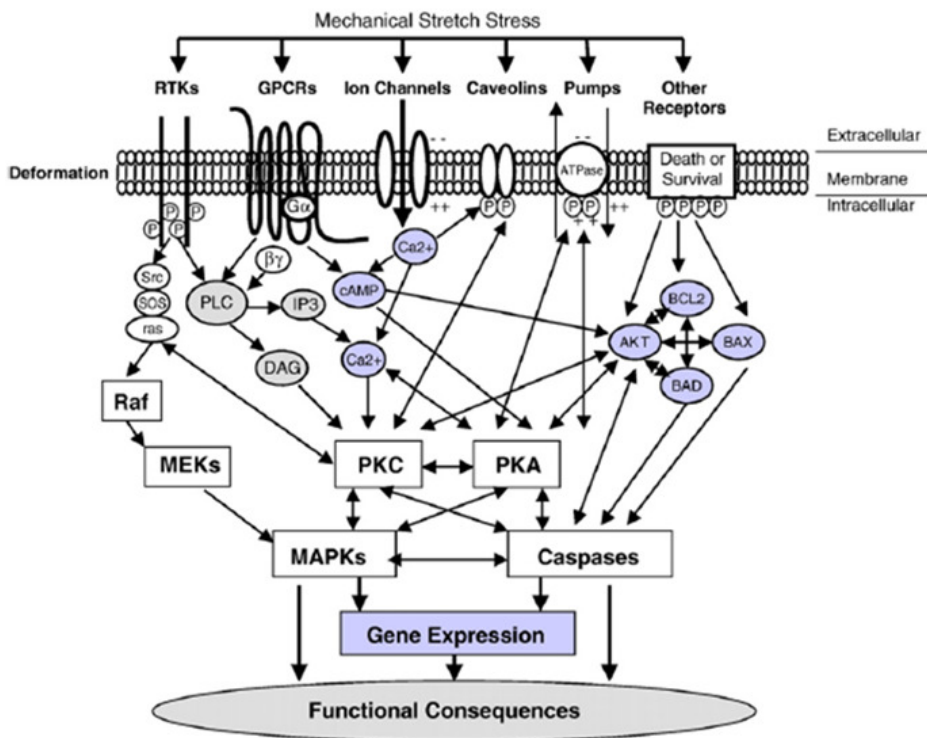 Mechanical Stretch Stress
RTKs GPCRs Ion Channels Caveolins Pumps Other
Receptors
Extracellular
Deformation
Membrane
Intracellular
- -
- -
ATPase
Death or
Survival
Gα
++
P P
P P
+ +
++
P P P P
P P
P P
Ca2+
βγ
Src
SOS
ras
PLC
IP3
cAMP
BCL2
AKT
BAX
BAD
Ca2+
DAG
Raf
MEKs
PKC
PKA
MAPKs
Caspases
Gene Expression
Functional Consequences